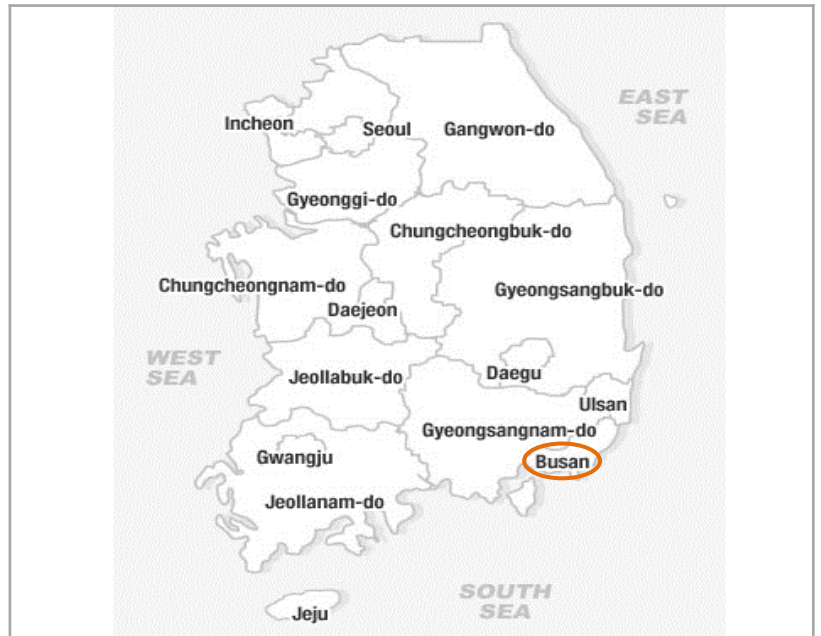 EAST
SEA
Incheon
Seoul
Gangwon-do
Gyeonggi-do
Chungcheongbuk-do
Chungcheongnam-do
Gyeongsangbuk-do
Daejeon
WEST
SEA
Jeollabuk-do
Daegu
Ulsan
Gyeongsangnam-do
Gwangju
Busan
Jeollanam-do
SOUTH
SEA
Jeju